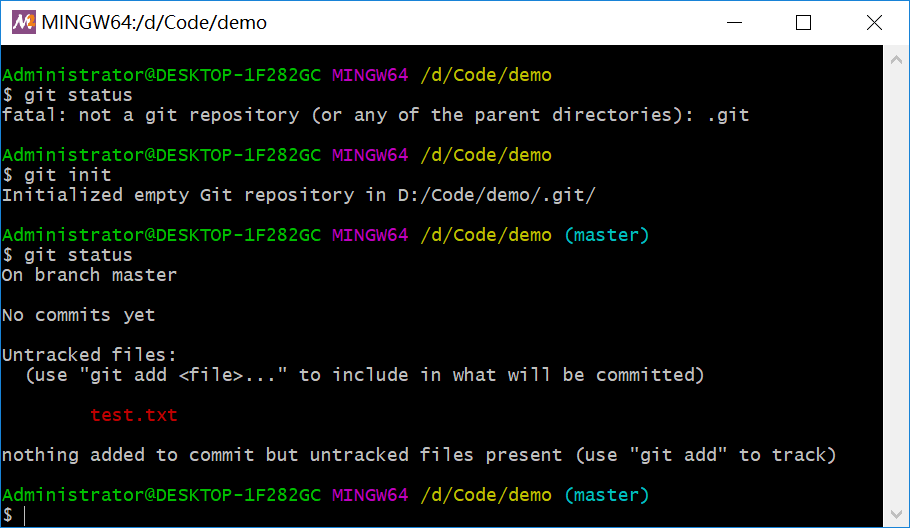 MINGW64:/d/Code/demo
Administrator@DESKTOP-1F282GC MINGW64 /d/Code/demo
$ git status
fatal: not a git repository (or any of the parent directories): .git
Administrator@DESKTOP-1F282GC MINGW64 /d/Code/demo
$ git init
Initialized empty Git repository in D:/Code/demo/.git/
Administrator@DESKTOP-1F282GC MINGW64 /d/Code/demo (master)
$ git status
On branch master
No commits yet
Untracked files:
  (use "git add <file>..." to include in what will be committed)
        test.txt
nothing added to commit but untracked files present (use "git add" to track)
Administrator@DESKTOP-1F282GC MINGW64 /d/Code/demo (master)
$